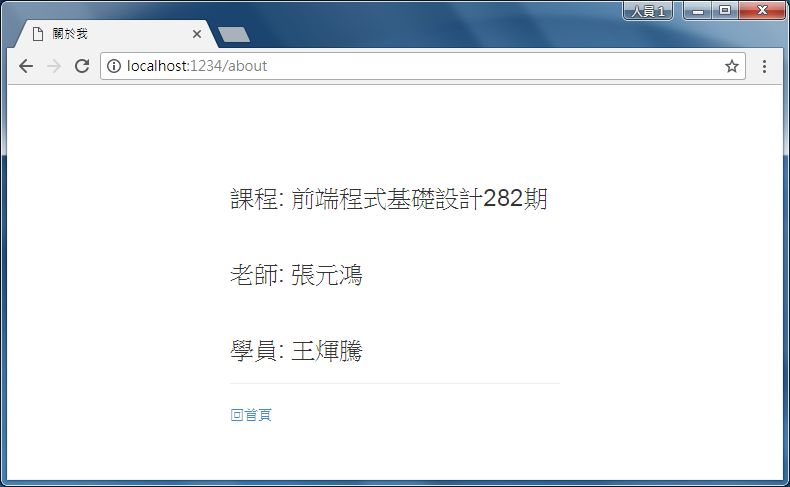 人員 1
關於我
localhost:1234/about
課程: 前端程式基礎設計282期
老師: 張元鴻
學員: 王煇騰
回首頁